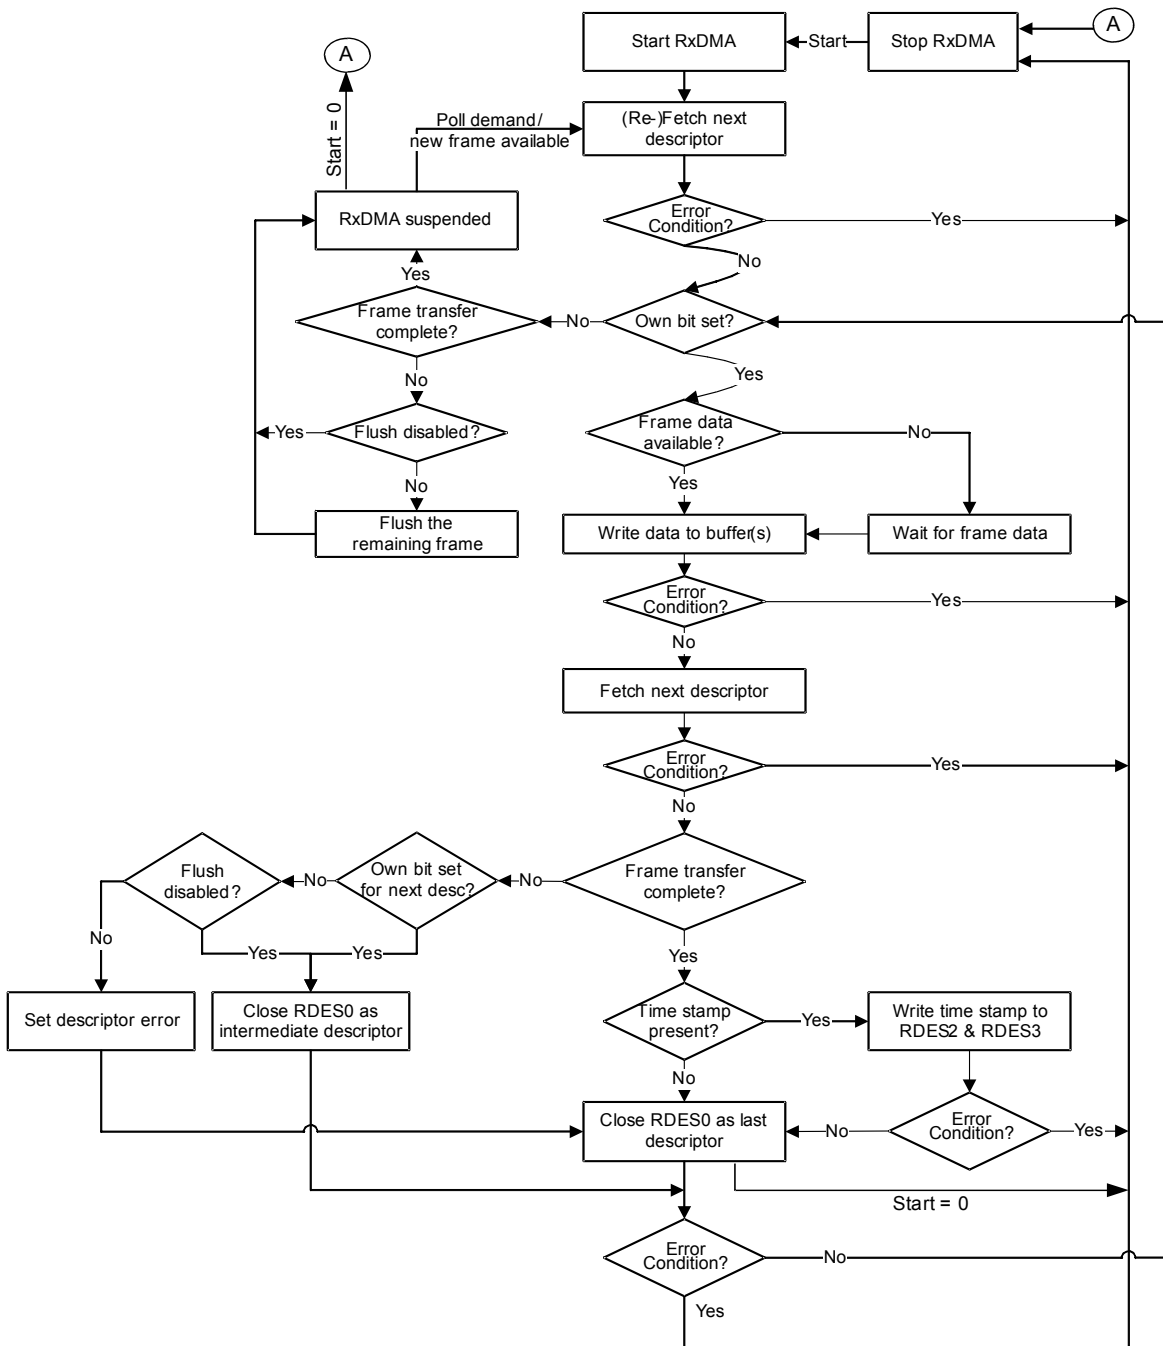 A
Start RxDMA
Start
Stop RxDMA
A
Start = 0
Poll demand /
new frame available
(Re-)Fetch next
descriptor
RxDMA suspended
Error
Condition?
Yes
Yes
No
Frame transfer
complete?
No
Own bit set?
No
Yes
Yes
Flush disabled?
Frame data
available?
No
No
Yes
Flush the
remaining frame
Write data to buffer(s)
Wait for frame data
Error
Condition?
Yes
No
Fetch next descriptor
Error
Condition?
Yes
No
Flush
disabled?
No
Own bit set
for next desc?
No
Frame transfer
complete?
No
Yes
Yes
Yes
Set descriptor error
Close RDES0 as
intermediate descriptor
Time stamp
present?
Yes
Write time stamp to
RDES2 & RDES3
No
Close RDES0 as last
descriptor
No
Error
Condition?
Yes
Start = 0
Error
Condition?
No
Yes